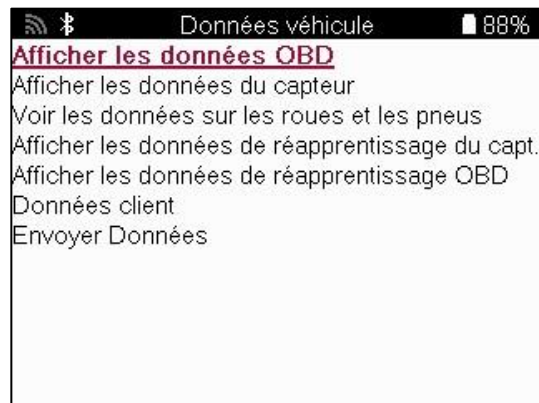 Données véhicule 88%
Afficher les données OBD
Afficher les données du capteur
Voir les données sur les roues et les pneus
Afficher les données de réapprentissage du capt.
Afficher les données de réapprentissage OBD
Données client
Envoyer Données